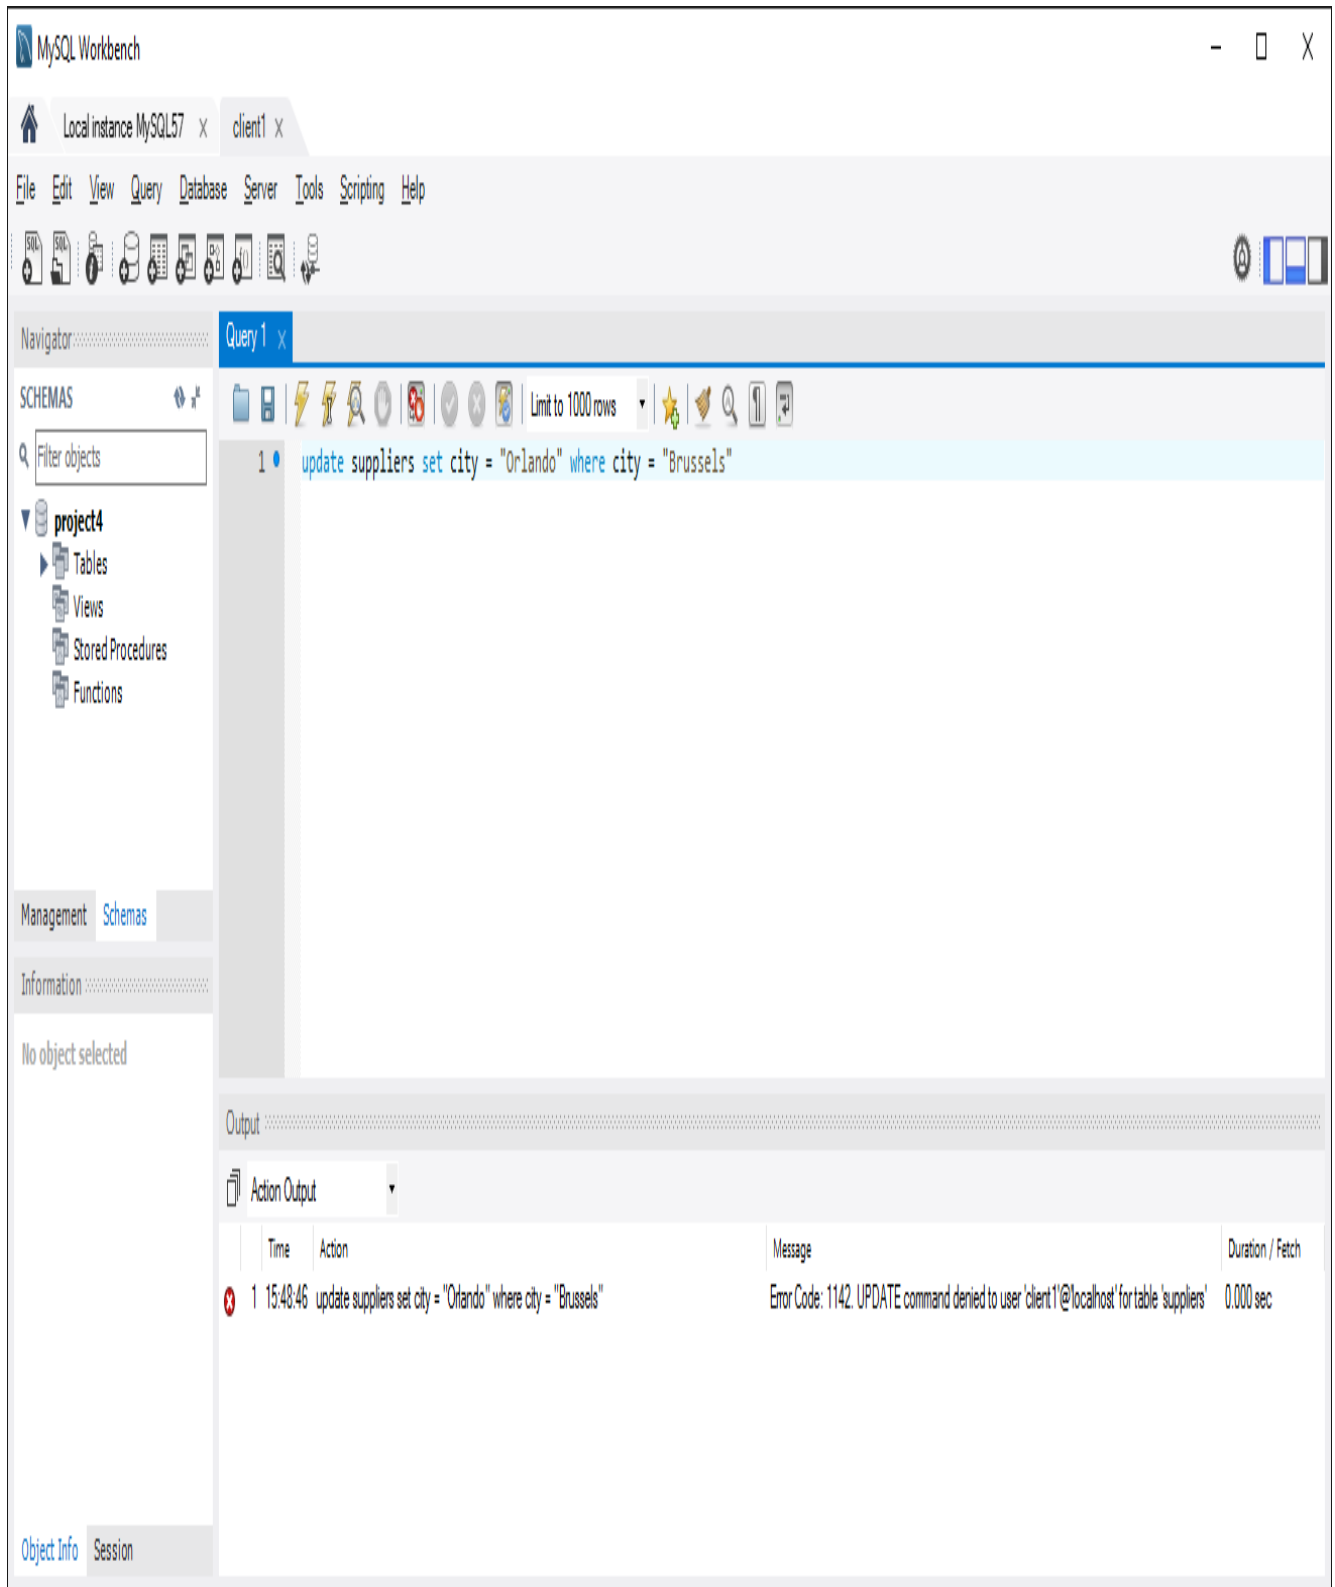 MySQL Workbench
Local instance MySQL57 client1
File Edit View Query Database Server Tools Scripting Help
Navigator
Query 1
SCHEMAS
Limit to 1000 rows
Filter objects
1 update suppliers set city = "Orlando" where city = "Brussels"
project4
Tables
Views
Stored Procedures
Functions
Management Schemas
Information
No object selected
Output
Action Output
Time Action Message Duration / Fetch
1 15:48:46 update suppliers set city = "Orlando" where city = "Brussels" Error Code: 1142. UPDATE command denied to user 'client1'@'localhost' for table 'suppliers' 0.000 sec
Object Info Session